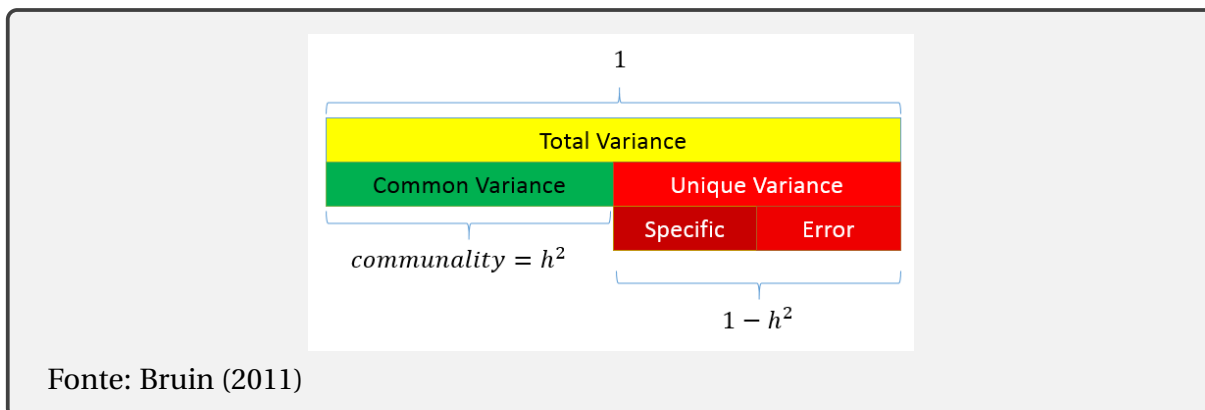 1
Total Variance
Common Variance Unique Variance
Specific Error
communality = h²
1 − h²
Fonte: Bruin (2011)